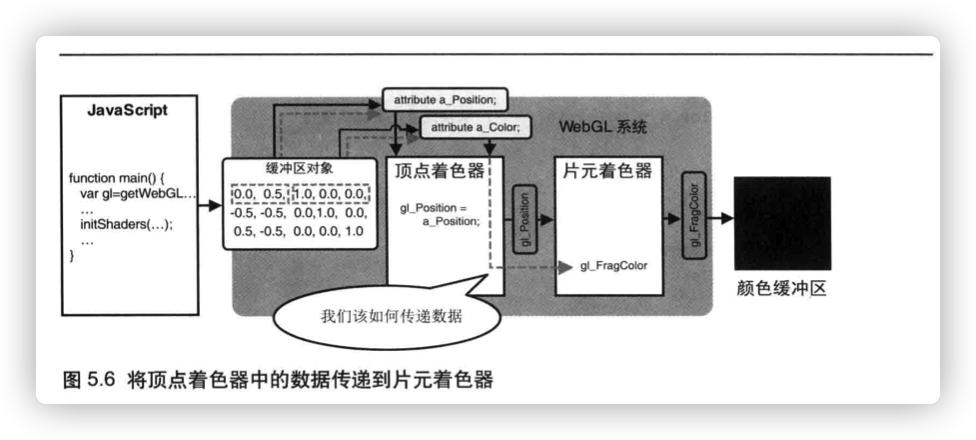 JavaScript
function main() {
var gl=getWebGL…
…
initShaders(…);
…
}
attribute a_Position;
attribute a_Color;
WebGL 系统
缓冲区对象
0.0, 0.5, 1.0, 0.0, 0.0,
-0.5, -0.5, 0.0,1.0, 0.0,
0.5, -0.5, 0.0, 0.0, 1.0
顶点着色器
gl_Position =
a_Position;
gl_Position
片元着色器
gl_FragColor
gl_FragColor
颜色缓冲区
我们该如何传递数据
图 5.6 将顶点着色器中的数据传递到片元着色器